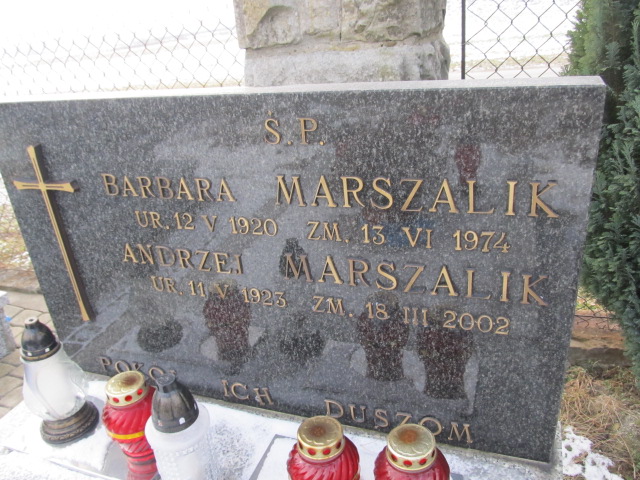 Ś.P.
BARBARA MARSZALIK
UR. 12 V 1920 ZM. 13 VI 1974
ANDRZEJ MARSZALIK
UR. 11 V 1923 ZM. 18 III 2002
POKOJ ICH DUSZOM